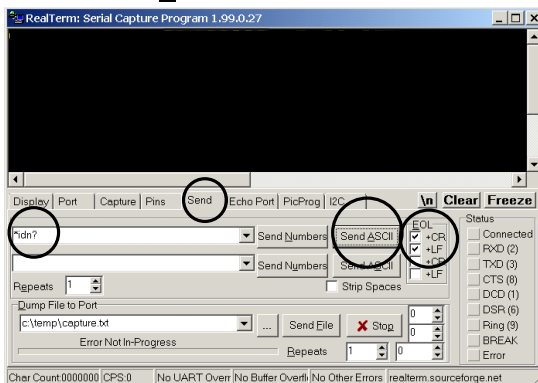 RealTerm: Serial Capture Program 1.99.0.27
Display Port Capture Pins Send Echo Port PicProg I2C \n Clear Freeze
*idn? Send Numbers Send ASCII EOL +CR +LF
Send Numbers Send ASCII +CR +LF
Repeats 1 Strip Spaces
Status
Connected
RXD (2)
TXD (3)
CTS (8)
DCD (1)
DSR (6)
Ring (9)
BREAK
Error
Dump File to Port
c:\temp\capture.txt ... Send File Stop 0
Error Not In-Progress 0
Repeats 1 0
Char Count:0000000 CPS:0 No UART Overr No Buffer Overfl No Other Errors realterm.sourceforge.net